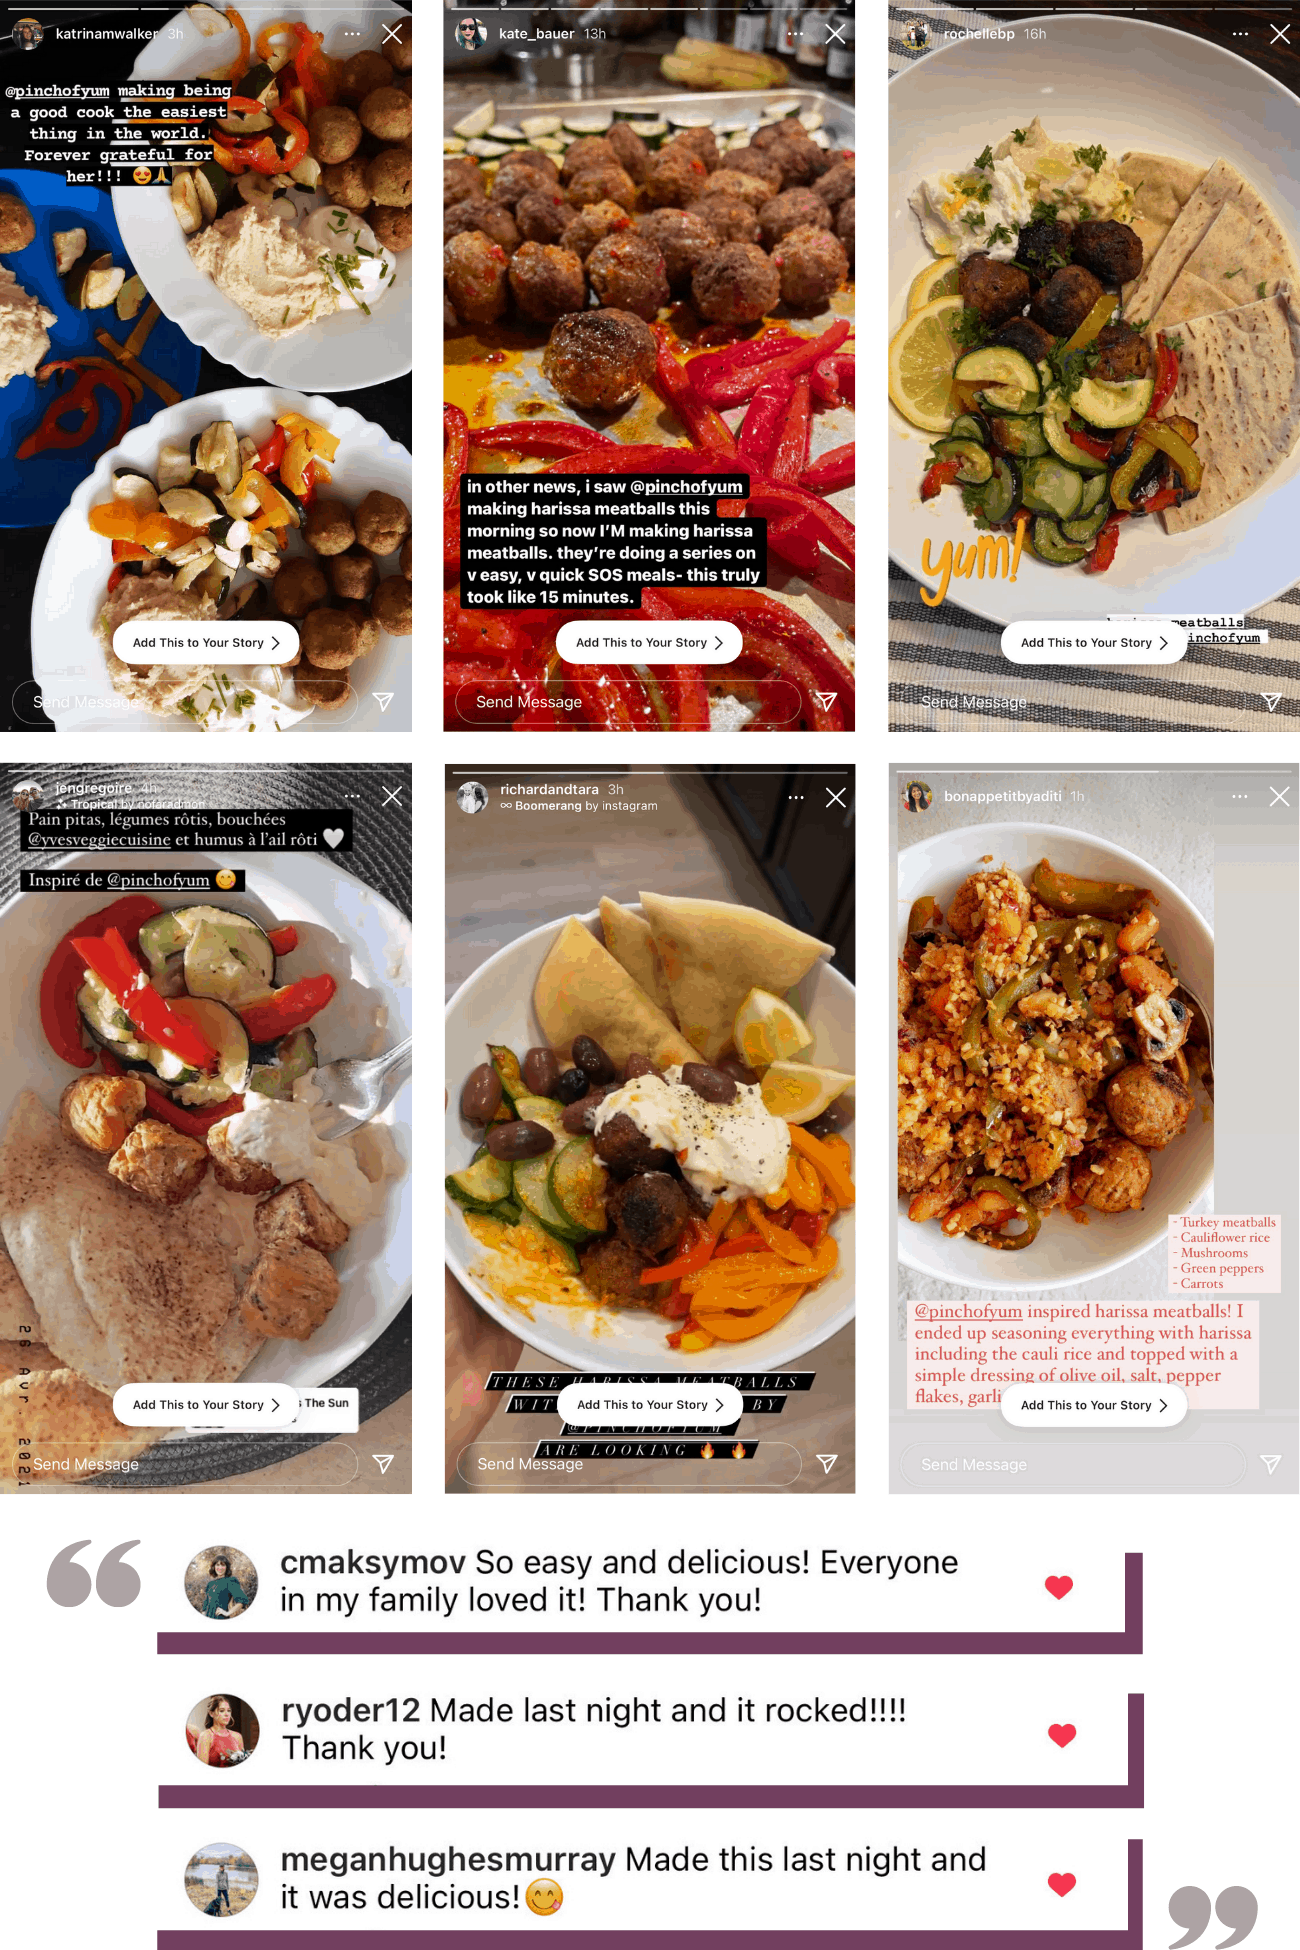 katrinamwalker 3h
@pinchofyum making being
a good cook the easiest
thing in the world.
Forever grateful for
her!!! 😍🙏
Add This to Your Story
Send Message
kate_bauer 13h
in other news, i saw @pinchofyum
making harissa meatballs this
morning so now I'M making harissa
meatballs. they're doing a series on
v easy, v quick SOS meals- this truly
took like 15 minutes.
Add This to Your Story
Send Message
rochellebp 16h
yum!
meatballs
Add This to Your Story
Send Message
jengregoire 4h
Tropical by nofaradmon
Pain pitas, légumes rôtis, bouchées
@yvesveggiecuisine et humus à l'ail rôti 🤍
Inspiré de @pinchofyum 😋
26 Avr. 2021
The Sun
Add This to Your Story
Send Message
richardandtara 3h
∞ Boomerang by instagram
THESE HARISSA MEATBALLS
BY
@PINCHOFYUM
ARE LOOKING 🔥 🔥
Add This to Your Story
Send Message
bonappetitbyaditi 1h
- Turkey meatballs
- Cauliflower rice
- Mushrooms
- Green peppers
- Carrots
@pinchofyum inspired harissa meatballs! I
ended up seasoning everything with harissa
including the cauli rice and topped with a
simple dressing of olive oil, salt, pepper
flakes,
Add This to Your Story
Send Message
cmaksymov So easy and delicious! Everyone
in my family loved it! Thank you!
ryoder12 Made last night and it rocked!!!!
Thank you!
meganhughesmurray Made this last night and
it was delicious!😋